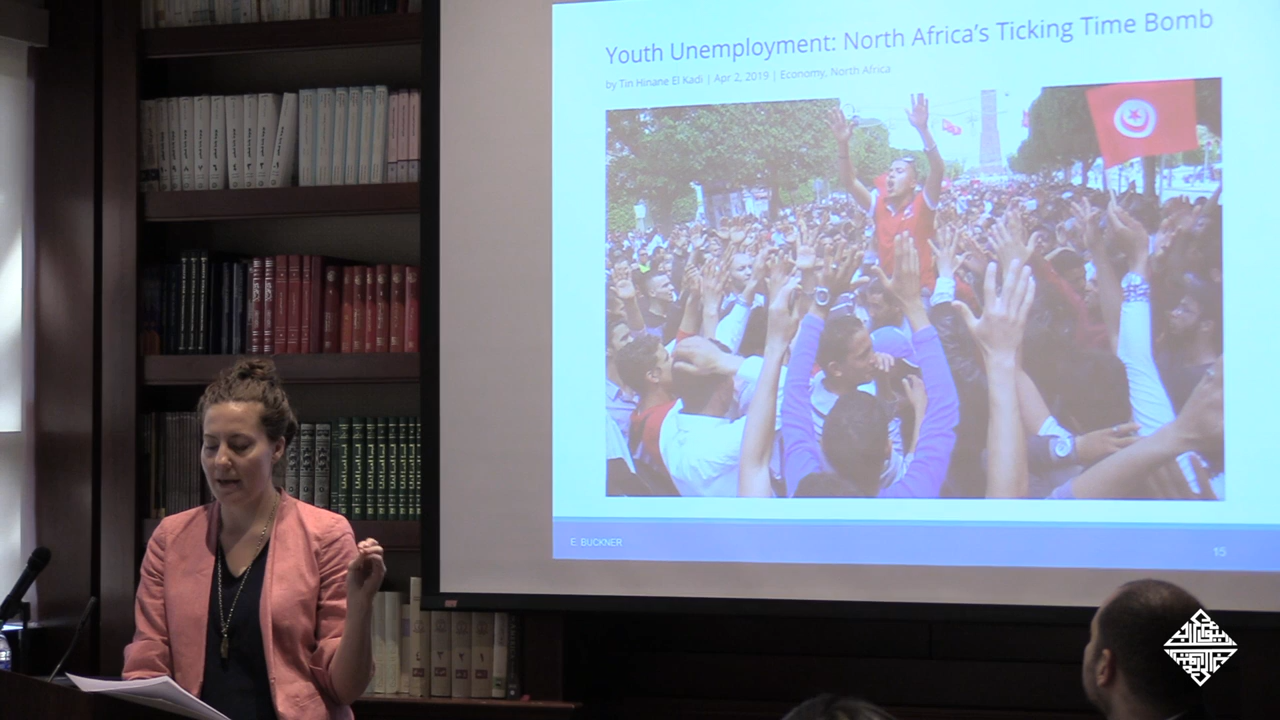 Youth Unemployment: North Africa's Ticking Time Bomb
by Tin Hinane El Kadi | Apr 2, 2019 | Economy, North Africa
E. BUCKNER
15